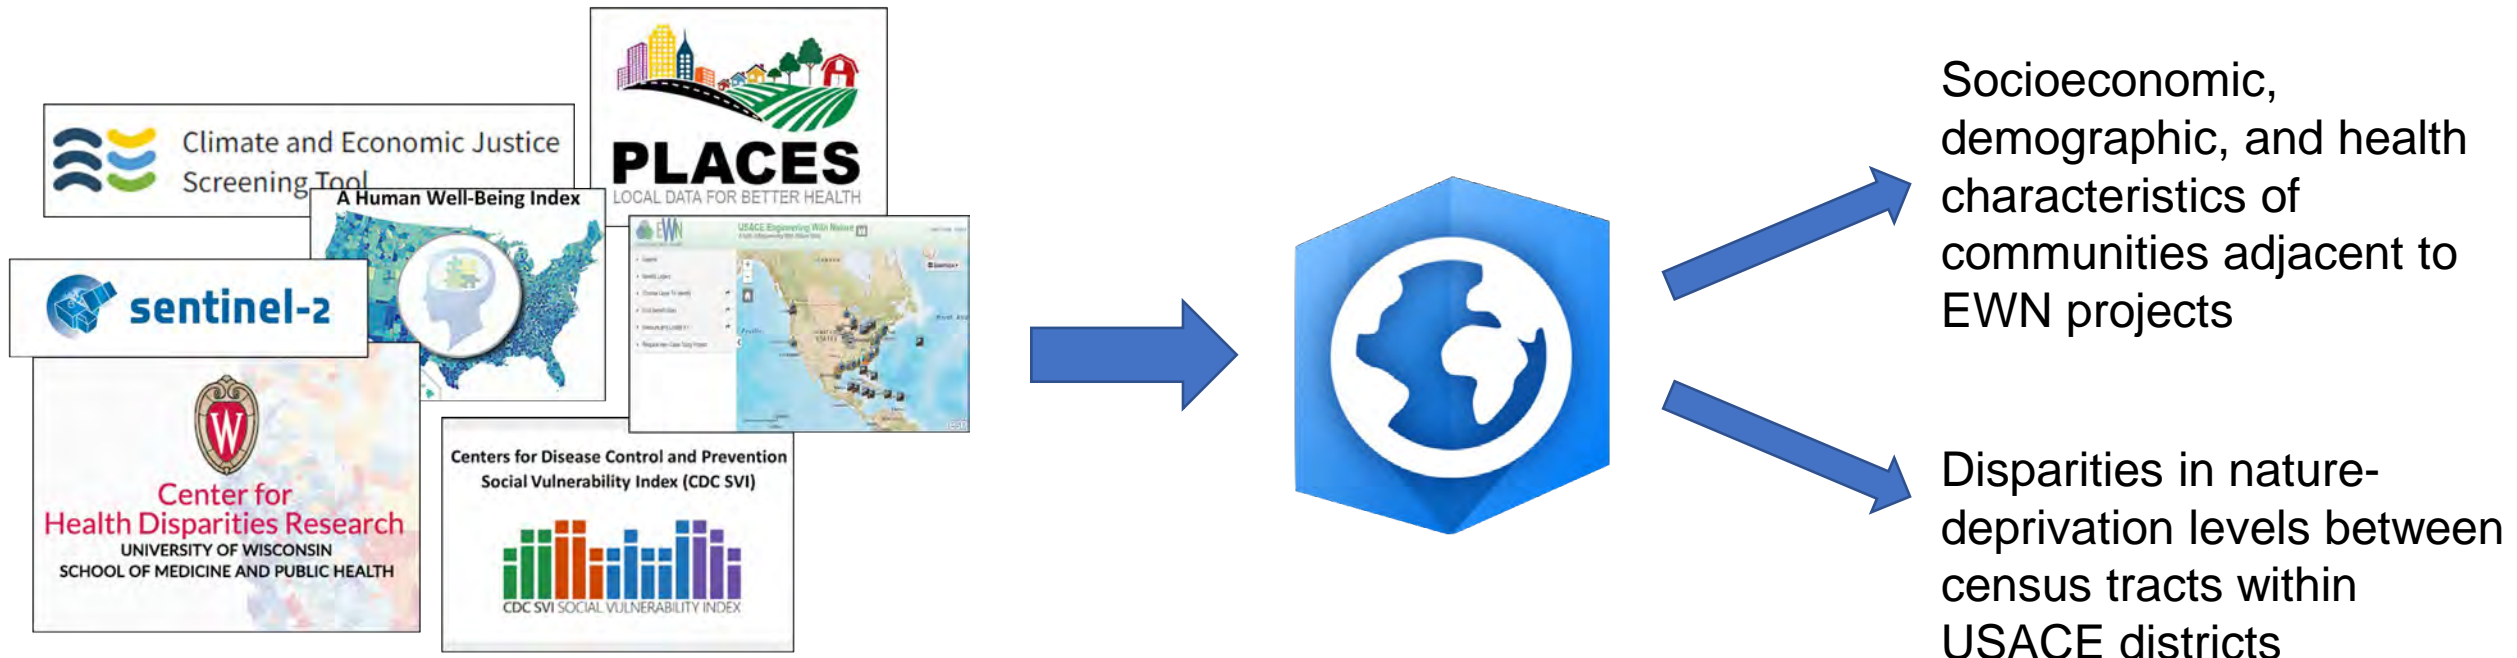 Climate and Economic Justice
Screening Tool
PLACES
LOCAL DATA FOR BETTER HEALTH
A Human Well-Being Index
EWN
USACE Engineering With Nature
sentinel-2
W
Center for
Health Disparities Research
UNIVERSITY OF WISCONSIN
SCHOOL OF MEDICINE AND PUBLIC HEALTH
Centers for Disease Control and Prevention
Social Vulnerability Index (CDC SVI)
CDC SVI SOCIAL VULNERABILITY INDEX
Socioeconomic,
demographic, and health
characteristics of
communities adjacent to
EWN projects
Disparities in nature-
deprivation levels between
census tracts within
USACE districts